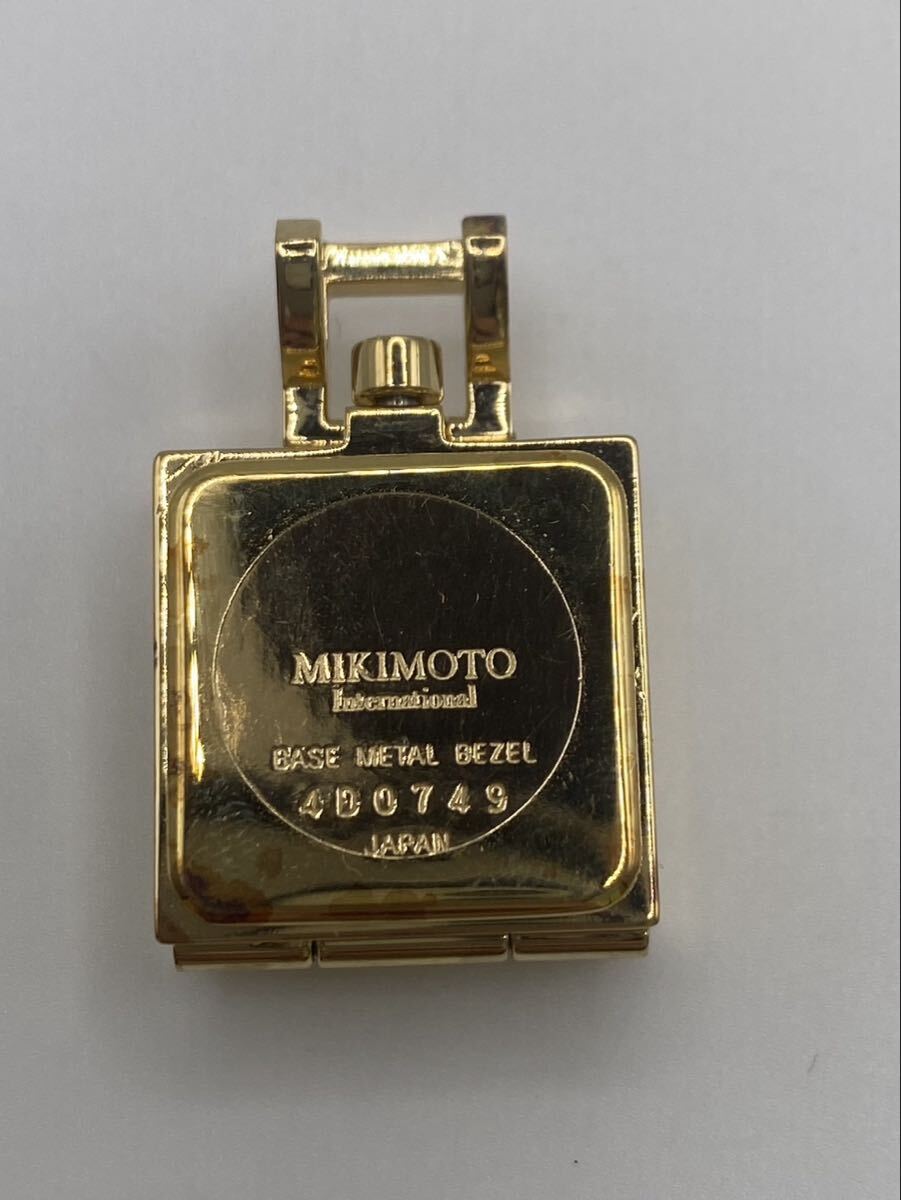 MIKIMOTO
International
BASE METAL BEZEL
4D0749
JAPAN